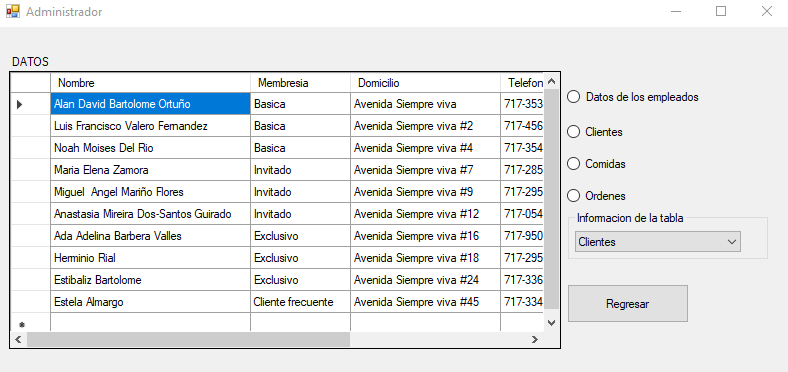 Administrador
DATOS
Nombre Membresia Domicilio Telefon
Alan David Bartolome Ortuño Basica Avenida Siempre viva 717-353
Luis Francisco Valero Fernandez Basica Avenida Siempre viva #2 717-456
Noah Moises Del Rio Basica Avenida Siempre viva #4 717-354
Maria Elena Zamora Invitado Avenida Siempre viva #7 717-285
Miguel Angel Mariño Flores Invitado Avenida Siempre viva #9 717-295
Anastasia Mireira Dos-Santos Guirado Invitado Avenida Siempre viva #12 717-054
Ada Adelina Barbera Valles Exclusivo Avenida Siempre viva #16 717-950
Herminio Rial Exclusivo Avenida Siempre viva #18 717-295
Estibaliz Bartolome Exclusivo Avenida Siempre viva #24 717-336
Estela Almargo Cliente frecuente Avenida Siempre viva #45 717-334
Datos de los empleados
Clientes
Comidas
Ordenes
Informacion de la tabla
Clientes
Regresar